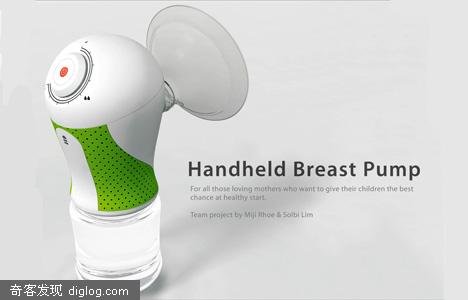 Handheld Breast Pump
For all those loving mothers who want to give their children the best
chance at healthy start.
Team project by Miji Rhoe & Solbi Lim
奇客发现 diglog.com